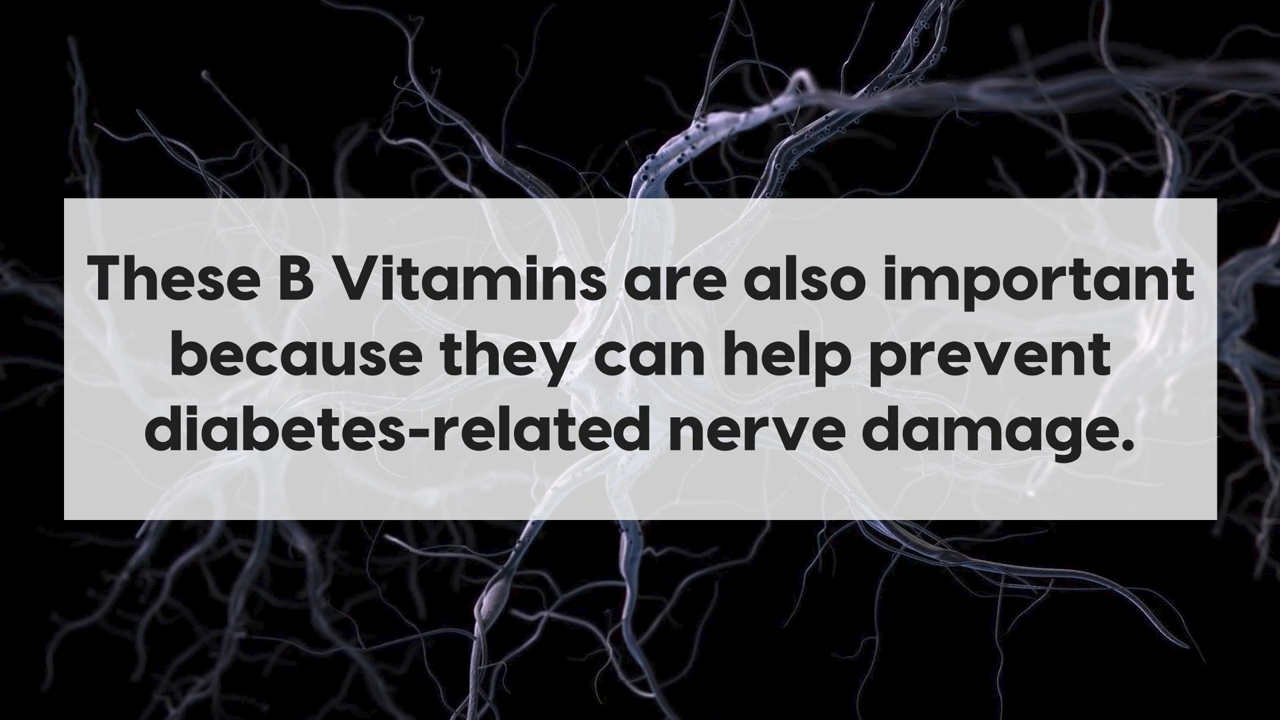 These B Vitamins are also important
because they can help prevent
diabetes-related nerve damage.